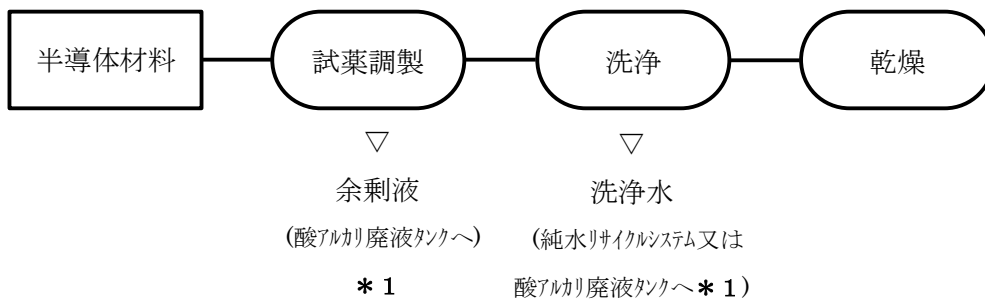 半導体材料 試薬調製 洗浄 乾燥
▽ ▽
余剰液 洗浄水
(酸ｱﾙｶﾘ廃液ﾀﾝｸへ) (純水ﾘｻｲｸﾙｼｽﾃﾑ又は
＊1 酸ｱﾙｶﾘ廃液ﾀﾝｸへ＊1)